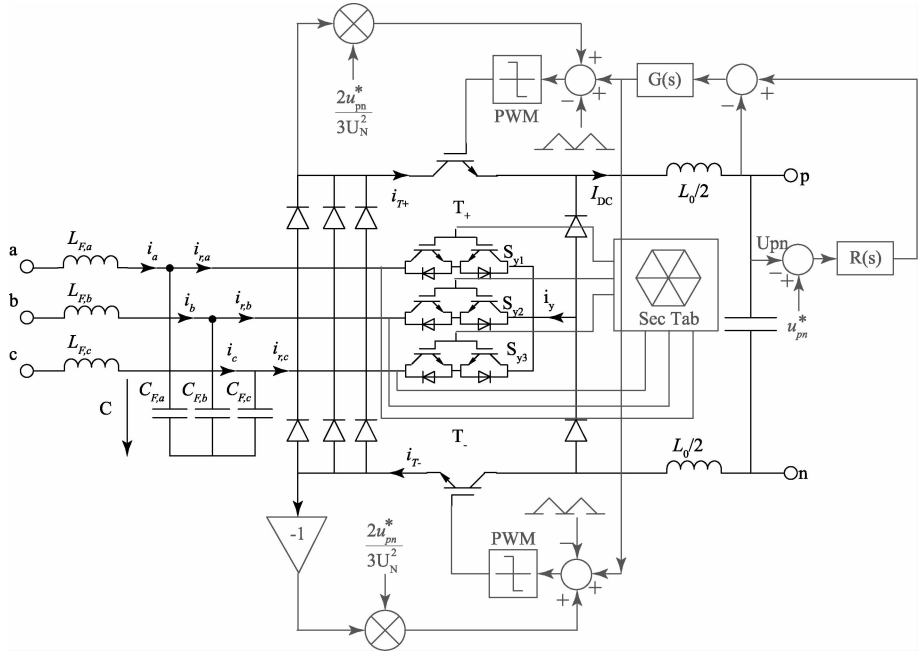 2u*pn
3U²N
PWM
+
+
−
G(s)
−
+
p
iT+
IDC
L0/2
T+
a
LF,a
ia
ir,a
Sy1
Upn
R(s)
−
+
u*pn
b
LF,b
ib
ir,b
Sy2
iy
Sec Tab
c
LF,c
ic
ir,c
Sy3
C
CF,a
CF,b
CF,c
T-
iT-
L0/2
n
-1
2u*pn
3U²N
PWM
−
+
+